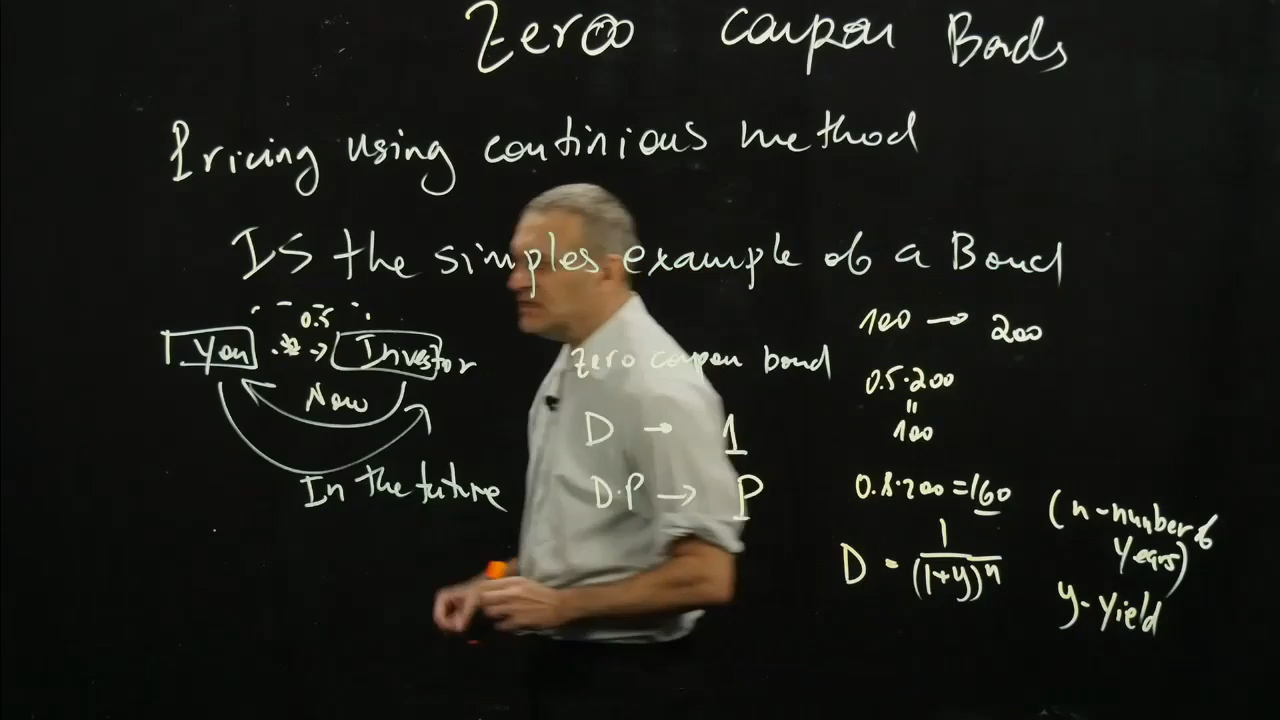 Zeroo coupon Bods
Pricing using continious method
IS the simples example of a Bond
0.5
You
Investor
Now
In the future
zero coupon bond
D → 1
D·P → P
100 → 200
0.5·200
"
100
0.8·200=160
D = 1/(1+y)^n
(n-number of
years)
y-yield